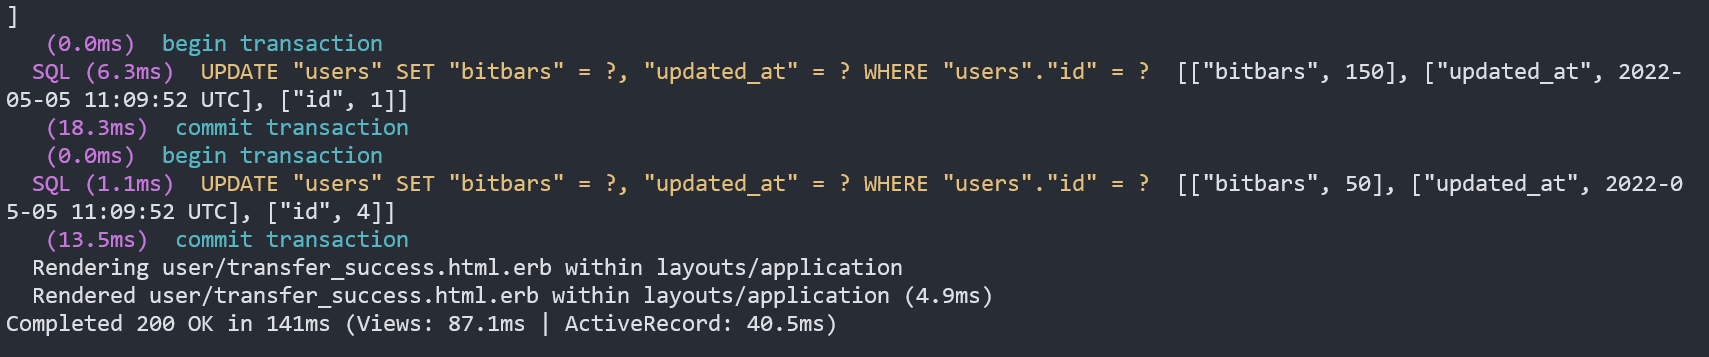 ]
(0.0ms)  begin transaction
SQL (6.3ms)  UPDATE "users" SET "bitbars" = ?, "updated_at" = ? WHERE "users"."id" = ?  [["bitbars", 150], ["updated_at", 2022-
05-05 11:09:52 UTC], ["id", 1]]
(18.3ms)  commit transaction
(0.0ms)  begin transaction
SQL (1.1ms)  UPDATE "users" SET "bitbars" = ?, "updated_at" = ? WHERE "users"."id" = ?  [["bitbars", 50], ["updated_at", 2022-0
5-05 11:09:52 UTC], ["id", 4]]
(13.5ms)  commit transaction
Rendering user/transfer_success.html.erb within layouts/application
Rendered user/transfer_success.html.erb within layouts/application (4.9ms)
Completed 200 OK in 141ms (Views: 87.1ms | ActiveRecord: 40.5ms)